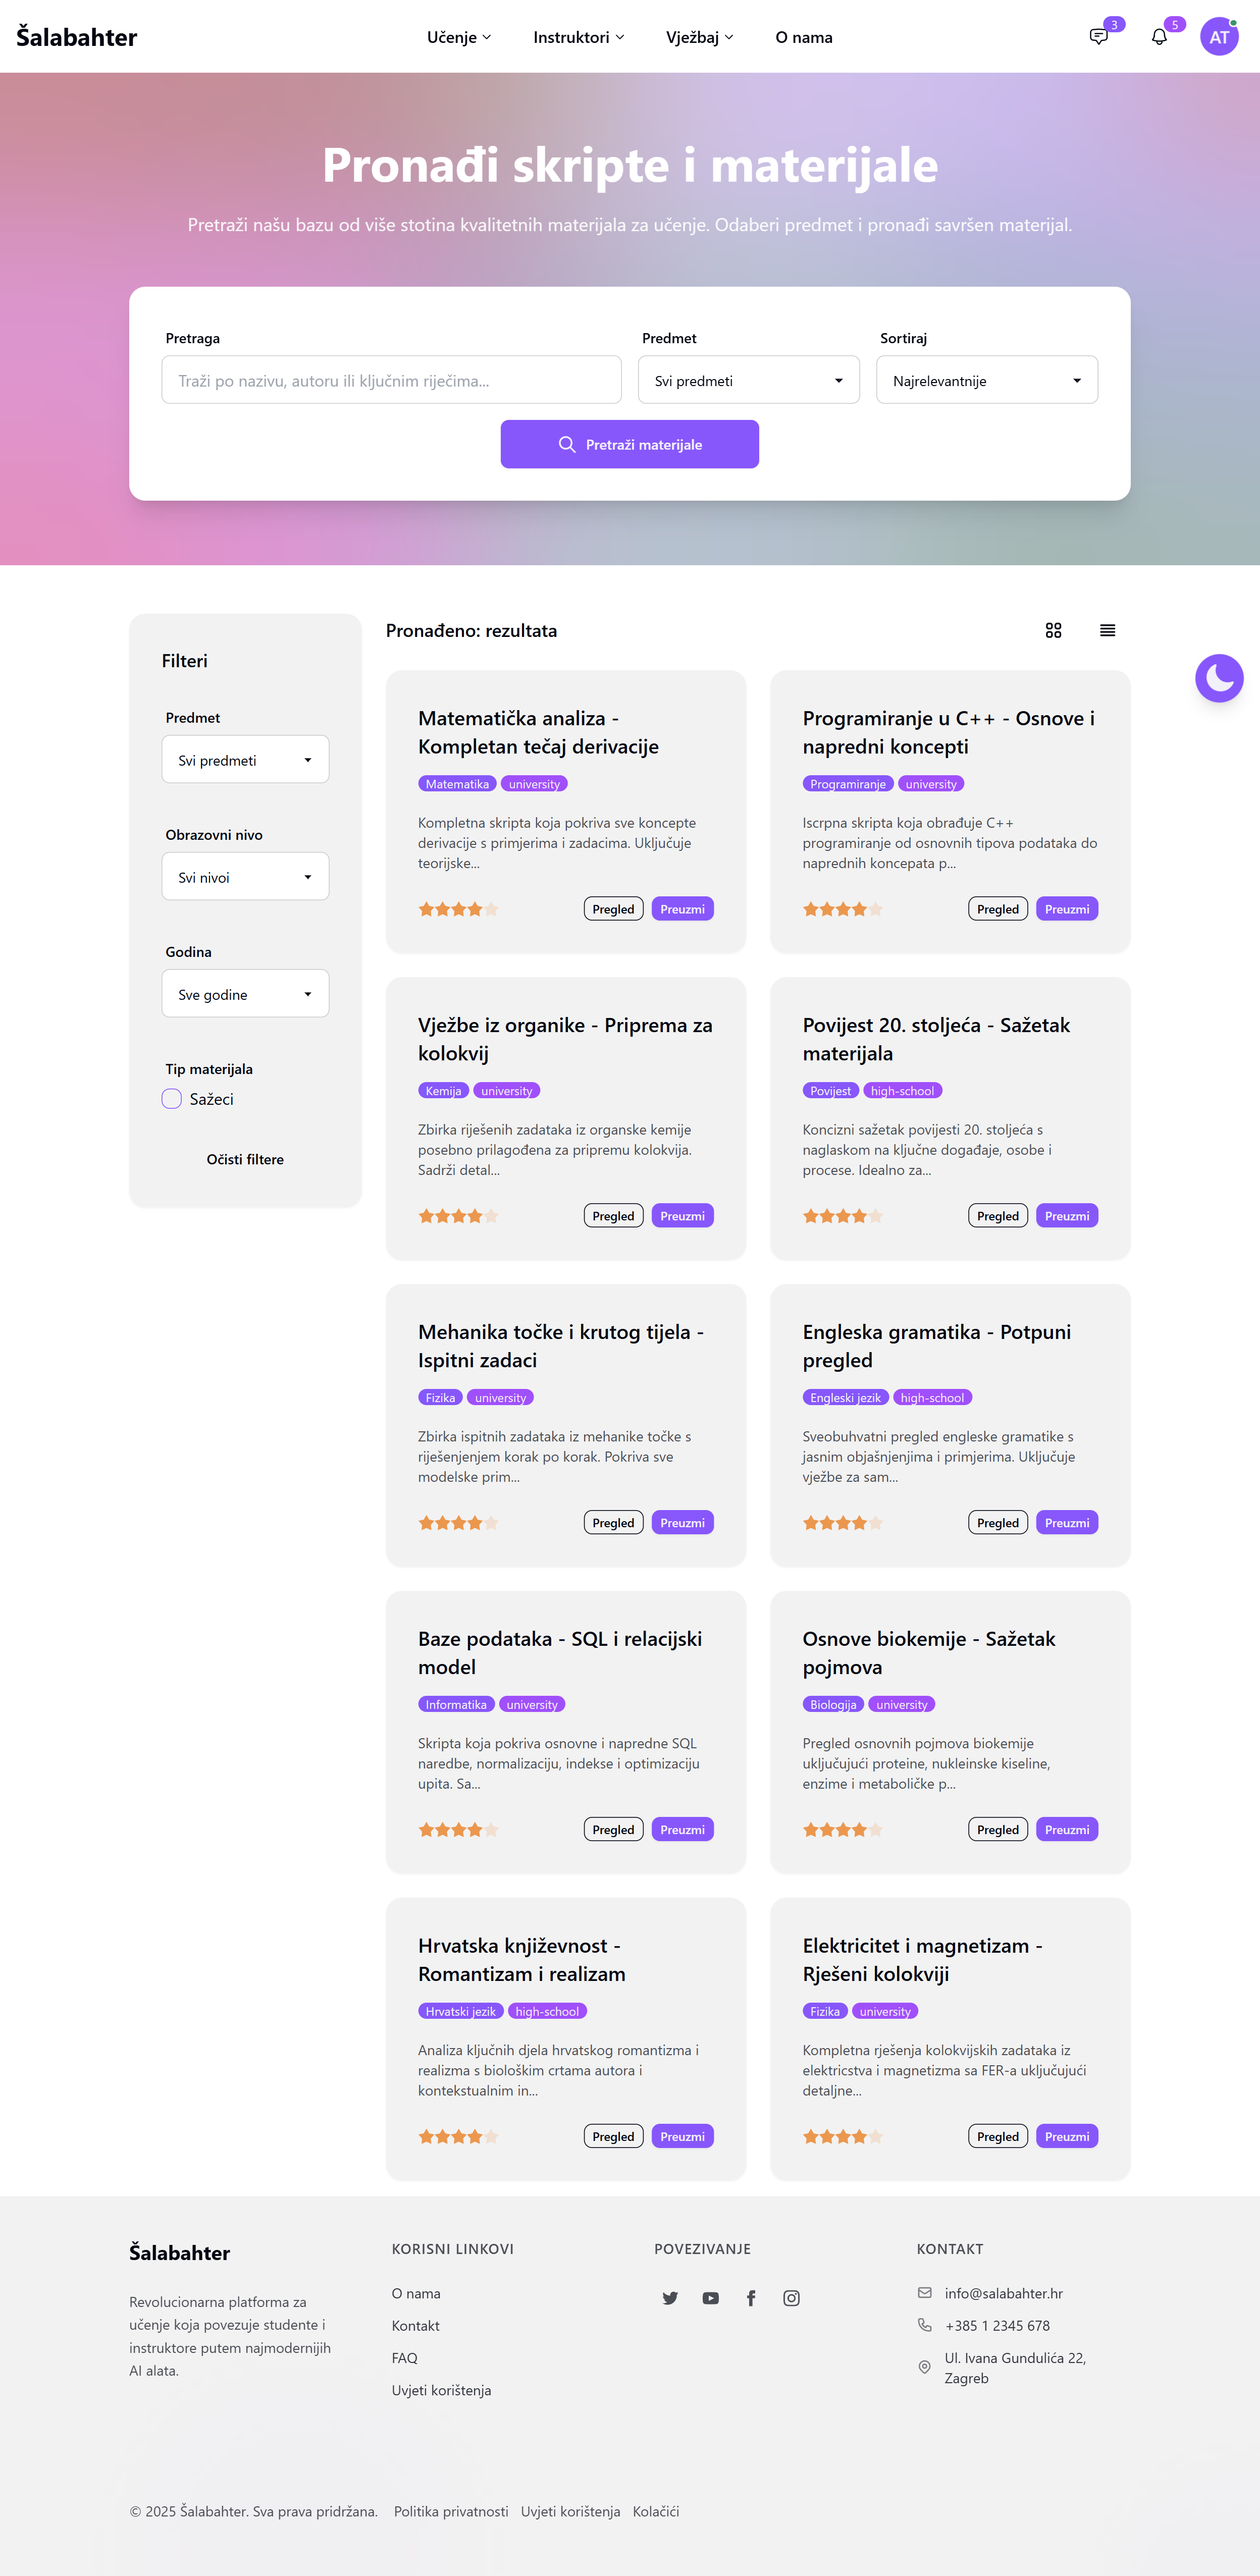 Šalabahter
Učenje
Instruktori
Vježbaj
O nama
3
5
AT
Pronađi skripte i materijale
Pretraži našu bazu od više stotina kvalitetnih materijala za učenje. Odaberi predmet i pronađi savršen materijal.
Pretraga
Predmet
Sortiraj
Traži po nazivu, autoru ili ključnim riječima...
Svi predmeti
Najrelevantnije
Pretraži materijale
Filteri
Predmet
Svi predmeti
Obrazovni nivo
Svi nivoi
Godina
Sve godine
Tip materijala
Sažeci
Očisti filtere
Pronađeno: rezultata
Matematička analiza -
Kompletan tečaj derivacije
Matematika university
Kompletna skripta koja pokriva sve koncepte
derivacije s primjerima i zadacima. Uključuje
teorijske...
Pregled Preuzmi
Programiranje u C++ - Osnove i
napredni koncepti
Programiranje university
Iscrpna skripta koja obrađuje C++
programiranje od osnovnih tipova podataka do
naprednih koncepata p...
Pregled Preuzmi
Vježbe iz organike - Priprema za
kolokvij
Kemija university
Zbirka riješenih zadataka iz organske kemije
posebno prilagođena za pripremu kolokvija.
Sadrži detal...
Pregled Preuzmi
Povijest 20. stoljeća - Sažetak
materijala
Povijest high-school
Koncizni sažetak povijesti 20. stoljeća s
naglaskom na ključne događaje, osobe i
procese. Idealno za...
Pregled Preuzmi
Mehanika točke i krutog tijela -
Ispitni zadaci
Fizika university
Zbirka ispitnih zadataka iz mehanike točke s
riješenjenjem korak po korak. Pokriva sve
modelske prim...
Pregled Preuzmi
Engleska gramatika - Potpuni
pregled
Engleski jezik high-school
Sveobuhvatni pregled engleske gramatike s
jasnim objašnjenjima i primjerima. Uključuje
vježbe za sam...
Pregled Preuzmi
Baze podataka - SQL i relacijski
model
Informatika university
Skripta koja pokriva osnovne i napredne SQL
naredbe, normalizaciju, indekse i optimizaciju
upita. Sa...
Pregled Preuzmi
Osnove biokemije - Sažetak
pojmova
Biologija university
Pregled osnovnih pojmova biokemije
uključujući proteine, nukleinske kiseline,
enzime i metaboličke p...
Pregled Preuzmi
Hrvatska književnost -
Romantizam i realizam
Hrvatski jezik high-school
Analiza ključnih djela hrvatskog romantizma i
realizma s biološkim crtama autora i
kontekstualnim in...
Pregled Preuzmi
Elektricitet i magnetizam -
Rješeni kolokviji
Fizika university
Kompletna rješenja kolokvijskih zadataka iz
elektricstva i magnetizma sa FER-a uključujući
detaljne...
Pregled Preuzmi
Šalabahter
Revolucionarna platforma za
učenje koja povezuje studente i
instruktore putem najmodernijih
AI alata.
KORISNI LINKOVI
O nama
Kontakt
FAQ
Uvjeti korištenja
POVEZIVANJE
KONTAKT
info@salabahter.hr
+385 1 2345 678
Ul. Ivana Gundulića 22,
Zagreb
© 2025 Šalabahter. Sva prava pridržana. Politika privatnosti Uvjeti korištenja Kolačići